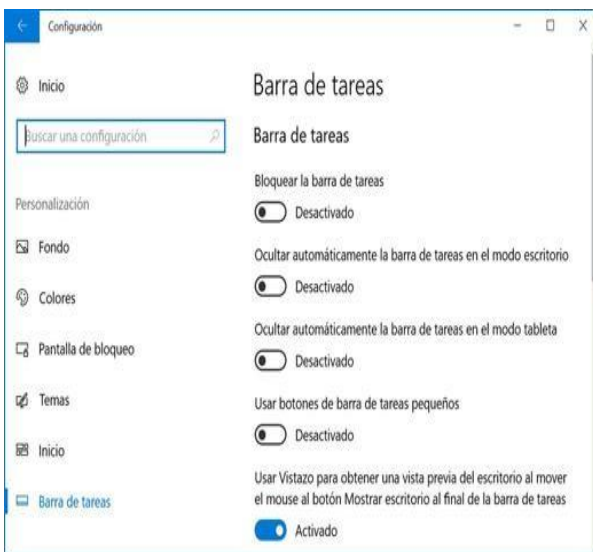 Configuración
Inicio
Buscar una configuración
Personalización
Fondo
Colores
Pantalla de bloqueo
Temas
Inicio
Barra de tareas
Barra de tareas
Barra de tareas
Bloquear la barra de tareas
Desactivado
Ocultar automáticamente la barra de tareas en el modo escritorio
Desactivado
Ocultar automáticamente la barra de tareas en el modo tableta
Desactivado
Usar botones de barra de tareas pequeños
Desactivado
Usar Vistazo para obtener una vista previa del escritorio al mover
el mouse al botón Mostrar escritorio al final de la barra de tareas
Activado